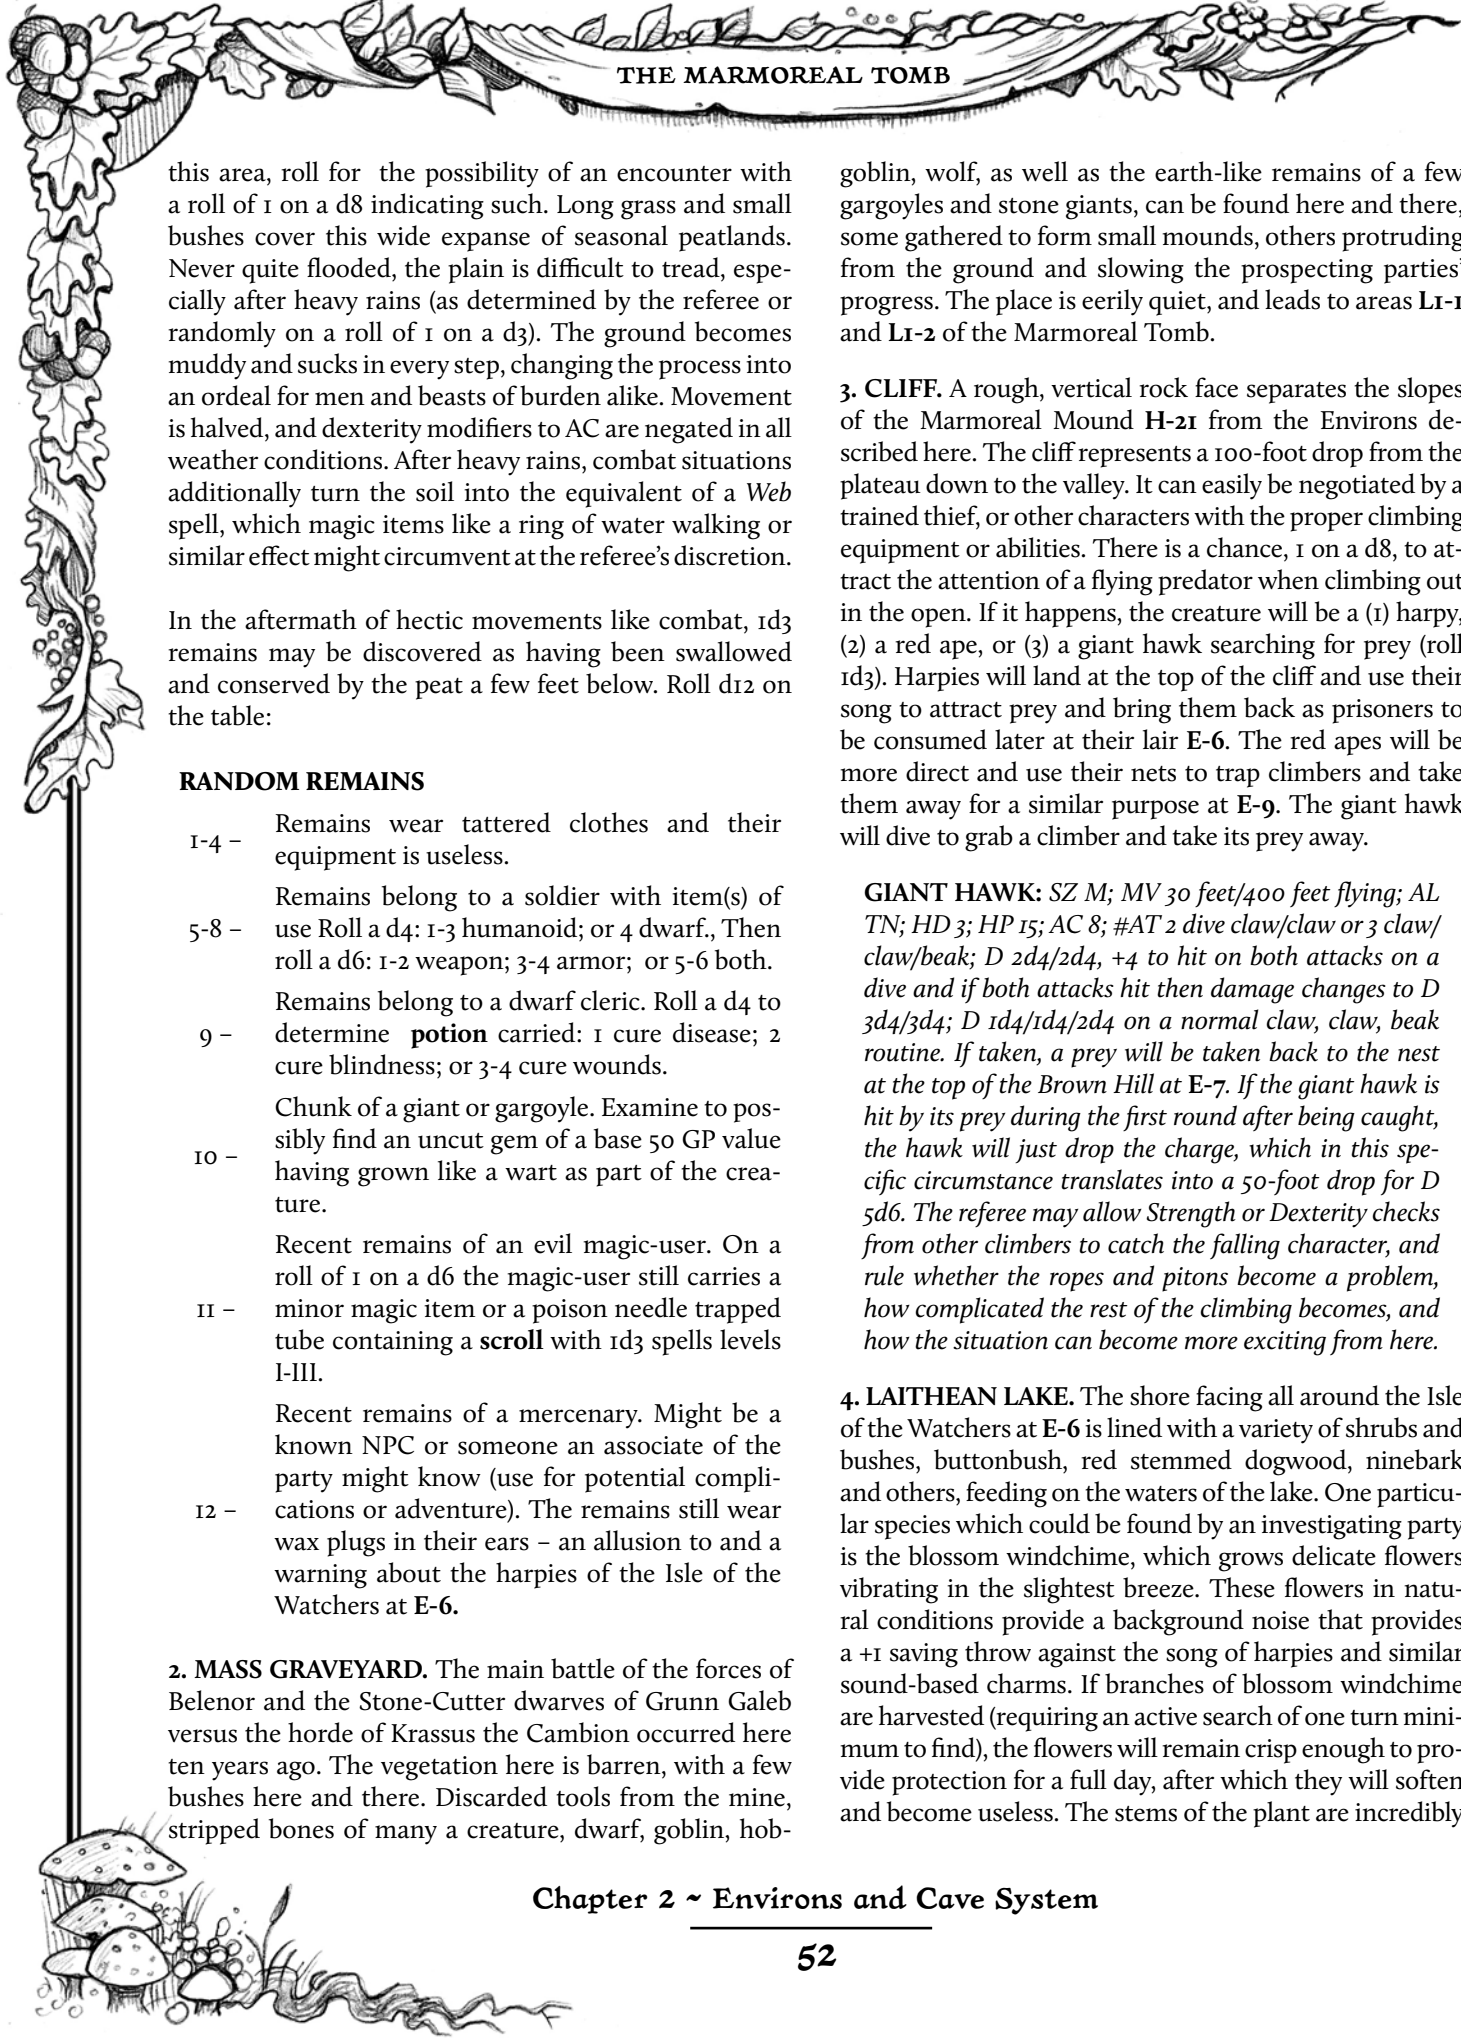 THE MARMOREAL TOMB
this area, roll for the possibility of an encounter with
a roll of 1 on a d8 indicating such. Long grass and small
bushes cover this wide expanse of seasonal peatlands.
Never quite flooded, the plain is difficult to tread, espe-
cially after heavy rains (as determined by the referee or
randomly on a roll of 1 on a d3). The ground becomes
muddy and sucks in every step, changing the process into
an ordeal for men and beasts of burden alike. Movement
is halved, and dexterity modifiers to AC are negated in all
weather conditions. After heavy rains, combat situations
additionally turn the soil into the equivalent of a Web
spell, which magic items like a ring of water walking or
similar effect might circumvent at the referee's discretion.
In the aftermath of hectic movements like combat, 1d3
remains may be discovered as having been swallowed
and conserved by the peat a few feet below. Roll d12 on
the table:
RANDOM REMAINS
1-4 – Remains wear tattered clothes and their
equipment is useless.
Remains belong to a soldier with item(s) of
5-8 – use Roll a d4: 1-3 humanoid; or 4 dwarf., Then
roll a d6: 1-2 weapon; 3-4 armor; or 5-6 both.
Remains belong to a dwarf cleric. Roll a d4 to
9 – determine potion carried: 1 cure disease; 2
cure blindness; or 3-4 cure wounds.
Chunk of a giant or gargoyle. Examine to pos-
sibly find an uncut gem of a base 50 GP value
10 – having grown like a wart as part of the crea-
ture.
Recent remains of an evil magic-user. On a
roll of 1 on a d6 the magic-user still carries a
11 – minor magic item or a poison needle trapped
tube containing a scroll with 1d3 spells levels
I-III.
Recent remains of a mercenary. Might be a
known NPC or someone an associate of the
party might know (use for potential compli-
12 – cations or adventure). The remains still wear
wax plugs in their ears – an allusion to and a
warning about the harpies of the Isle of the
Watchers at E-6.
2. MASS GRAVEYARD. The main battle of the forces of
Belenor and the Stone-Cutter dwarves of Grunn Galeb
versus the horde of Krassus the Cambion occurred here
ten years ago. The vegetation here is barren, with a few
bushes here and there. Discarded tools from the mine,
stripped bones of many a creature, dwarf, goblin, hob-
goblin, wolf, as well as the earth-like remains of a few
gargoyles and stone giants, can be found here and there,
some gathered to form small mounds, others protruding
from the ground and slowing the prospecting parties'
progress. The place is eerily quiet, and leads to areas L1-1
and L1-2 of the Marmoreal Tomb.
3. CLIFF. A rough, vertical rock face separates the slopes
of the Marmoreal Mound H-21 from the Environs de-
scribed here. The cliff represents a 100-foot drop from the
plateau down to the valley. It can easily be negotiated by a
trained thief, or other characters with the proper climbing
equipment or abilities. There is a chance, 1 on a d8, to at-
tract the attention of a flying predator when climbing out
in the open. If it happens, the creature will be a (1) harpy,
(2) a red ape, or (3) a giant hawk searching for prey (roll
1d3). Harpies will land at the top of the cliff and use their
song to attract prey and bring them back as prisoners to
be consumed later at their lair E-6. The red apes will be
more direct and use their nets to trap climbers and take
them away for a similar purpose at E-9. The giant hawk
will dive to grab a climber and take its prey away.
GIANT HAWK: SZ M; MV 30 feet/400 feet flying; AL
TN; HD 3; HP 15; AC 8; #AT 2 dive claw/claw or 3 claw/
claw/beak; D 2d4/2d4, +4 to hit on both attacks on a
dive and if both attacks hit then damage changes to D
3d4/3d4; D 1d4/1d4/2d4 on a normal claw, claw, beak
routine. If taken, a prey will be taken back to the nest
at the top of the Brown Hill at E-7. If the giant hawk is
hit by its prey during the first round after being caught,
the hawk will just drop the charge, which in this spe-
cific circumstance translates into a 50-foot drop for D
5d6. The referee may allow Strength or Dexterity checks
from other climbers to catch the falling character, and
rule whether the ropes and pitons become a problem,
how complicated the rest of the climbing becomes, and
how the situation can become more exciting from here.
4. LAITHEAN LAKE. The shore facing all around the Isle
of the Watchers at E-6 is lined with a variety of shrubs and
bushes, buttonbush, red stemmed dogwood, ninebark
and others, feeding on the waters of the lake. One particu-
lar species which could be found by an investigating party
is the blossom windchime, which grows delicate flowers
vibrating in the slightest breeze. These flowers in natu-
ral conditions provide a background noise that provides
a +1 saving throw against the song of harpies and similar
sound-based charms. If branches of blossom windchime
are harvested (requiring an active search of one turn mini-
mum to find), the flowers will remain crisp enough to pro-
vide protection for a full day, after which they will soften
and become useless. The stems of the plant are incredibly
Chapter 2 ~ Environs and Cave System
52